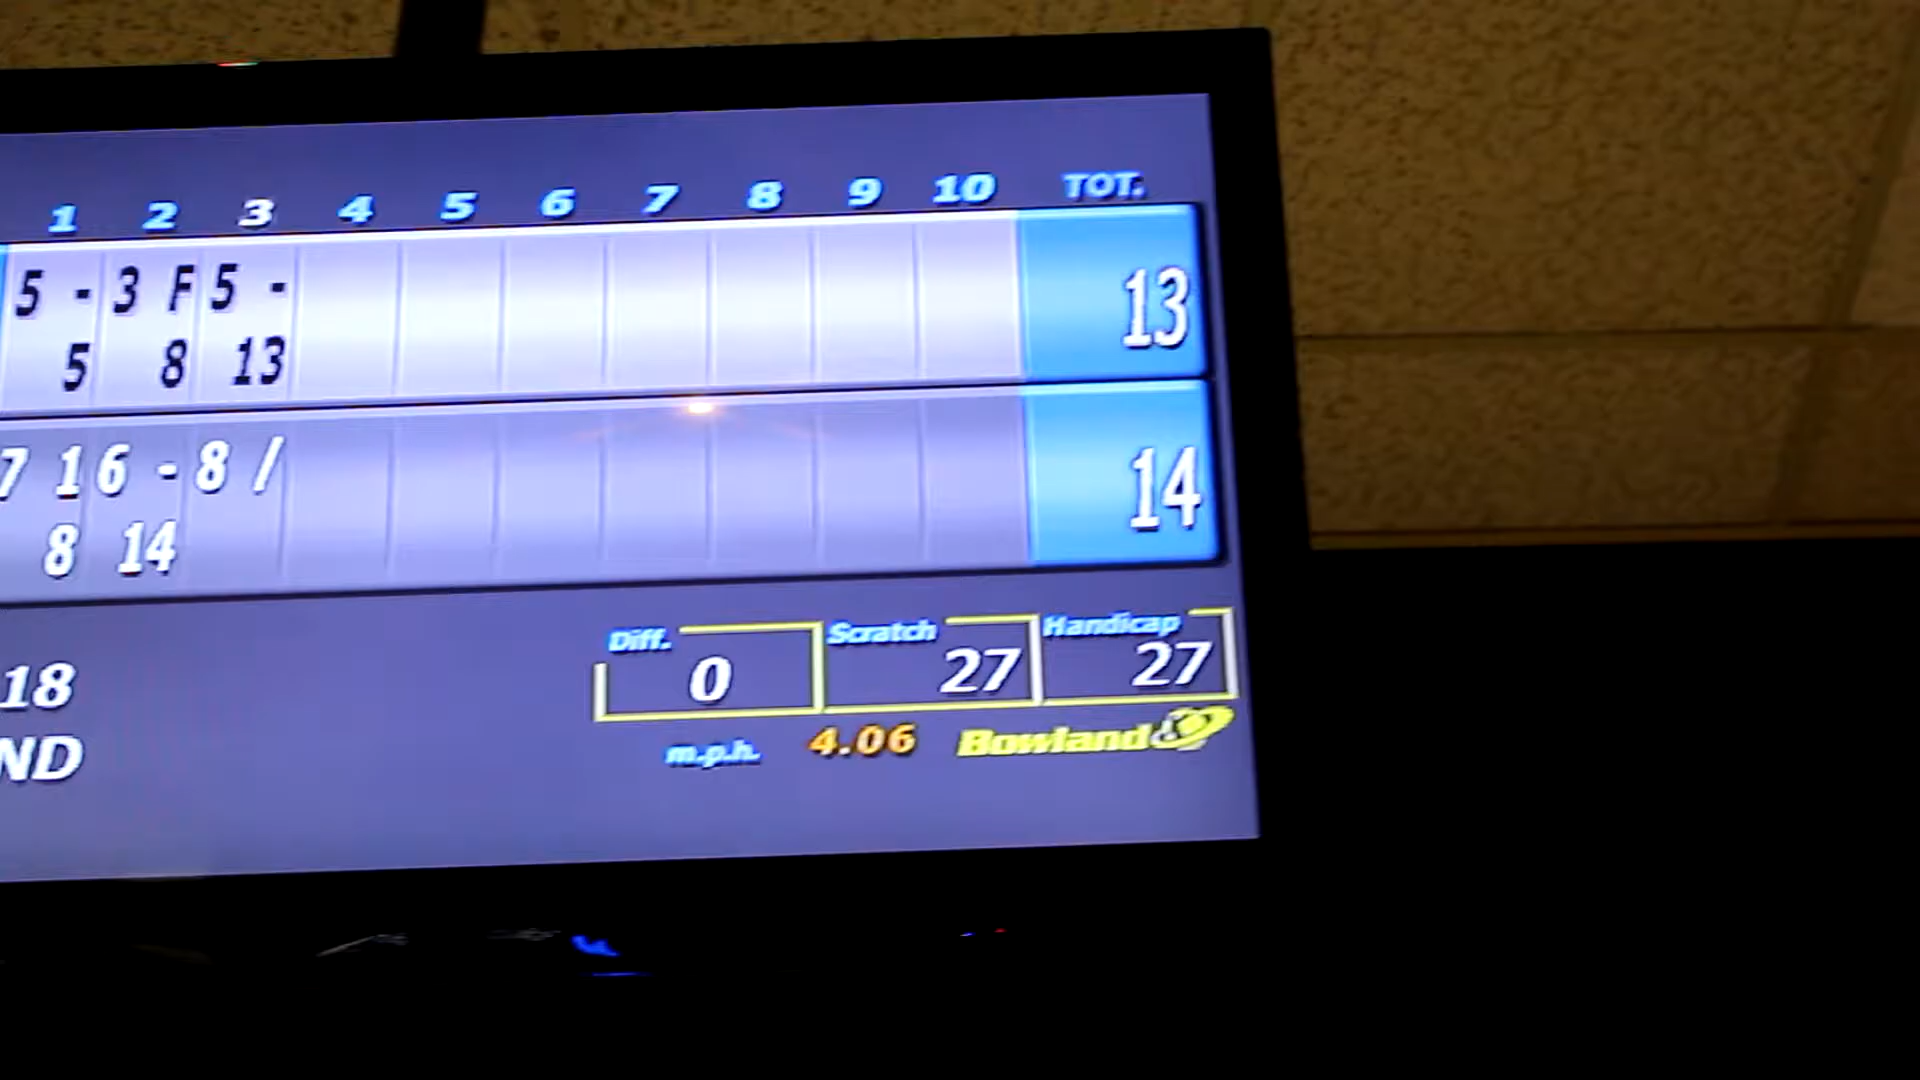 1 2 3 4 5 6 7 8 9 10 TOT.
5 - 3 F 5 -
5 8 13
13
7 1 6 - 8 /
8 14
14
Diff. Scratch Handicap
0 27 27
18
m.p.h. 4.06 Bowland
ND